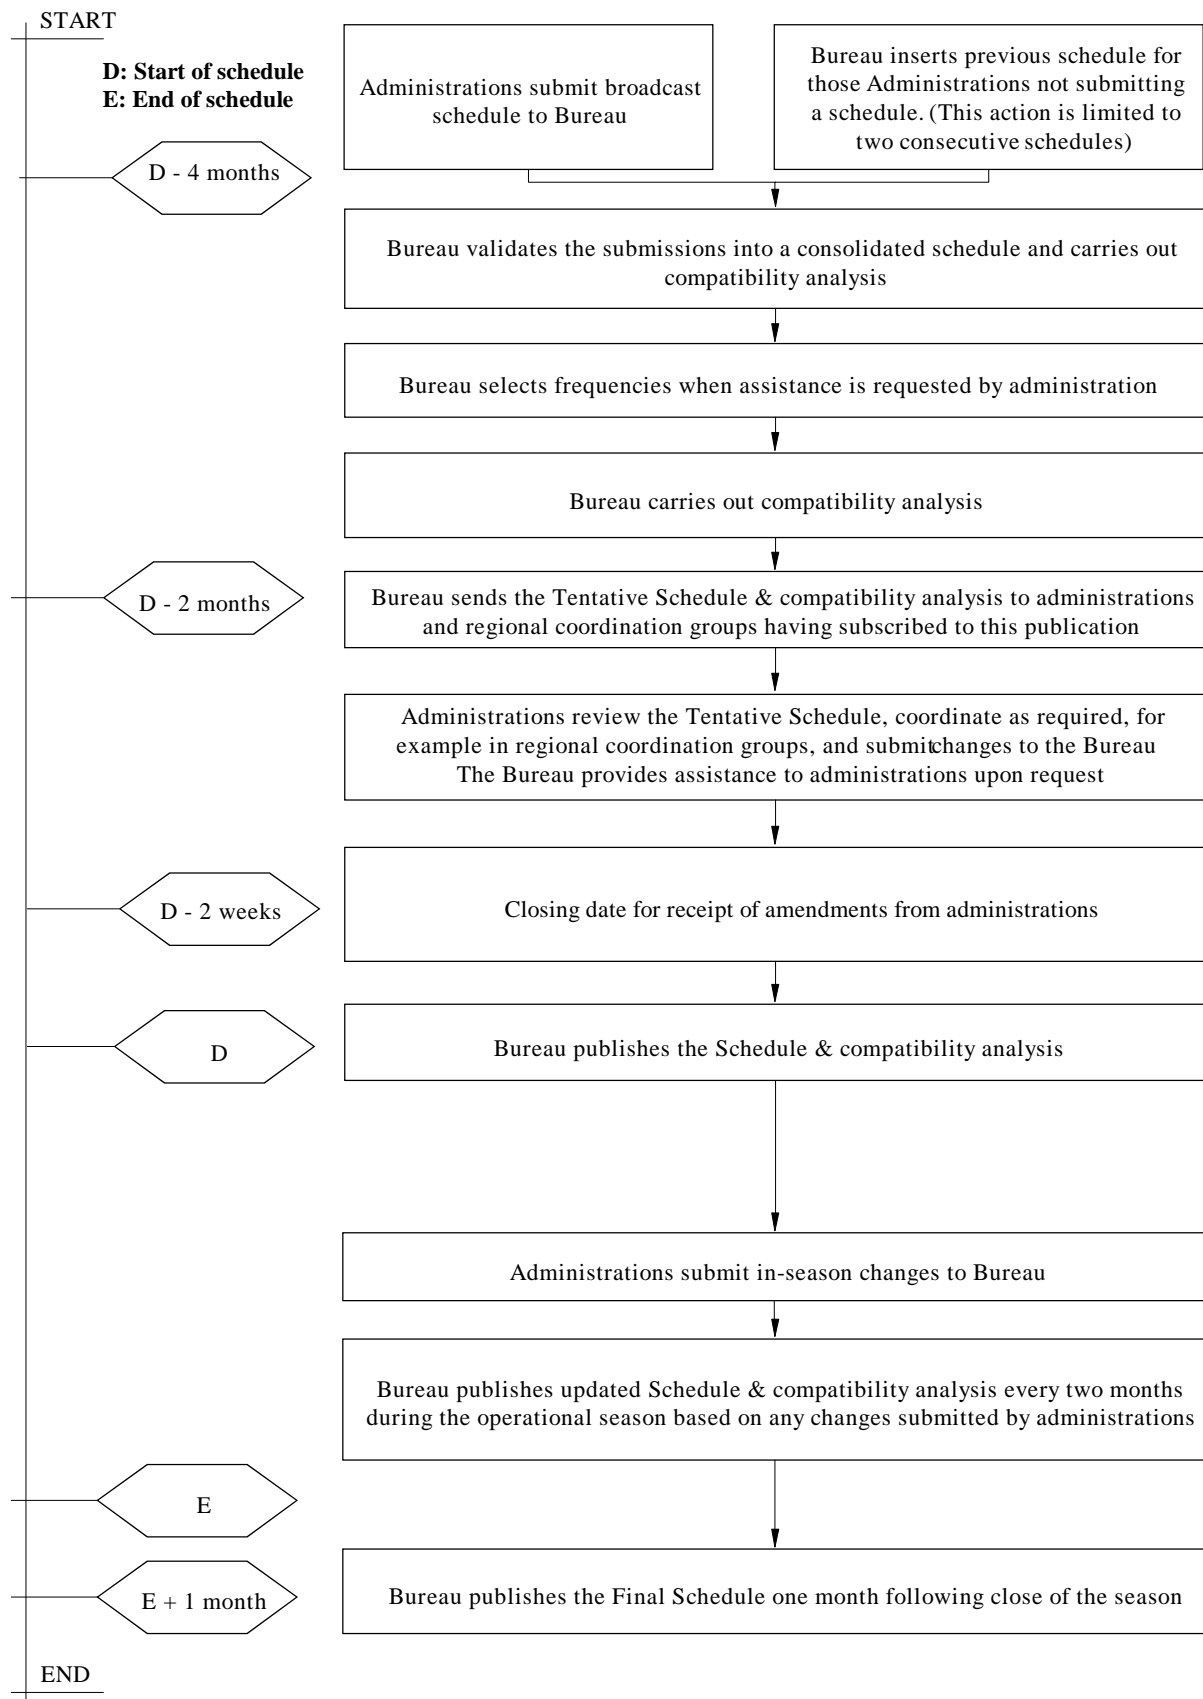 START
D: Start of schedule
E: End of schedule
Administrations submit broadcast
schedule to Bureau
Bureau inserts previous schedule for
those Administrations not submitting
a schedule. (This action is limited to
two consecutive schedules)
D - 4 months
Bureau validates the submissions into a consolidated schedule and carries out
compatibility analysis
Bureau selects frequencies when assistance is requested by administration
Bureau carries out compatibility analysis
D - 2 months
Bureau sends the Tentative Schedule & compatibility analysis to administrations
and regional coordination groups having subscribed to this publication
Administrations review the Tentative Schedule, coordinate as required, for
example in regional coordination groups, and submit changes to the Bureau
The Bureau provides assistance to administrations upon request
D - 2 weeks
Closing date for receipt of amendments from administrations
D
Bureau publishes the Schedule & compatibility analysis
Administrations submit in-season changes to Bureau
Bureau publishes updated Schedule & compatibility analysis every two months
during the operational season based on any changes submitted by administrations
E
E + 1 month
Bureau publishes the Final Schedule one month following close of the season
END